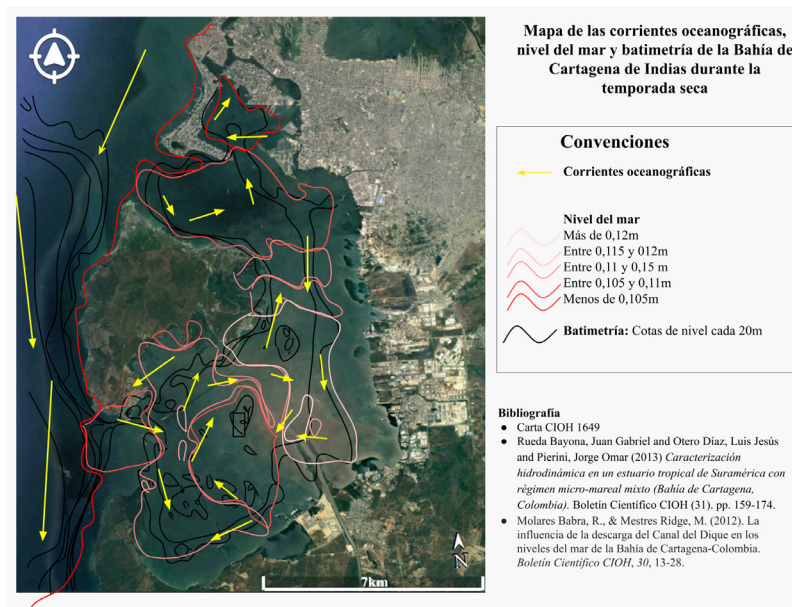 Mapa de las corrientes oceanográficas,
nivel del mar y batimetría de la Bahía de
Cartagena de Indias durante la
temporada seca
Convenciones
Corrientes oceanográficas
Nivel del mar
Más de 0,12m
Entre 0,115 y 012m
Entre 0,11 y 0,15 m
Entre 0,105 y 0,11m
Menos de 0,105m
Batimetría: Cotas de nivel cada 20m
Bibliografía
● Carta CIOH 1649
● Rueda Bayona, Juan Gabriel and Otero Díaz, Luis Jesús
and Pierini, Jorge Omar (2013) Caracterización
hidrodinámica en un estuario tropical de Suramérica con
régimen micro-mareal mixto (Bahía de Cartagena,
Colombia). Boletín Científico CIOH (31). pp. 159-174.
● Molares Babra, R., & Mestres Ridge, M. (2012). La
influencia de la descarga del Canal del Dique en los
niveles del mar de la Bahía de Cartagena-Colombia.
Boletín Científico CIOH, 30, 13-28.
N
7km